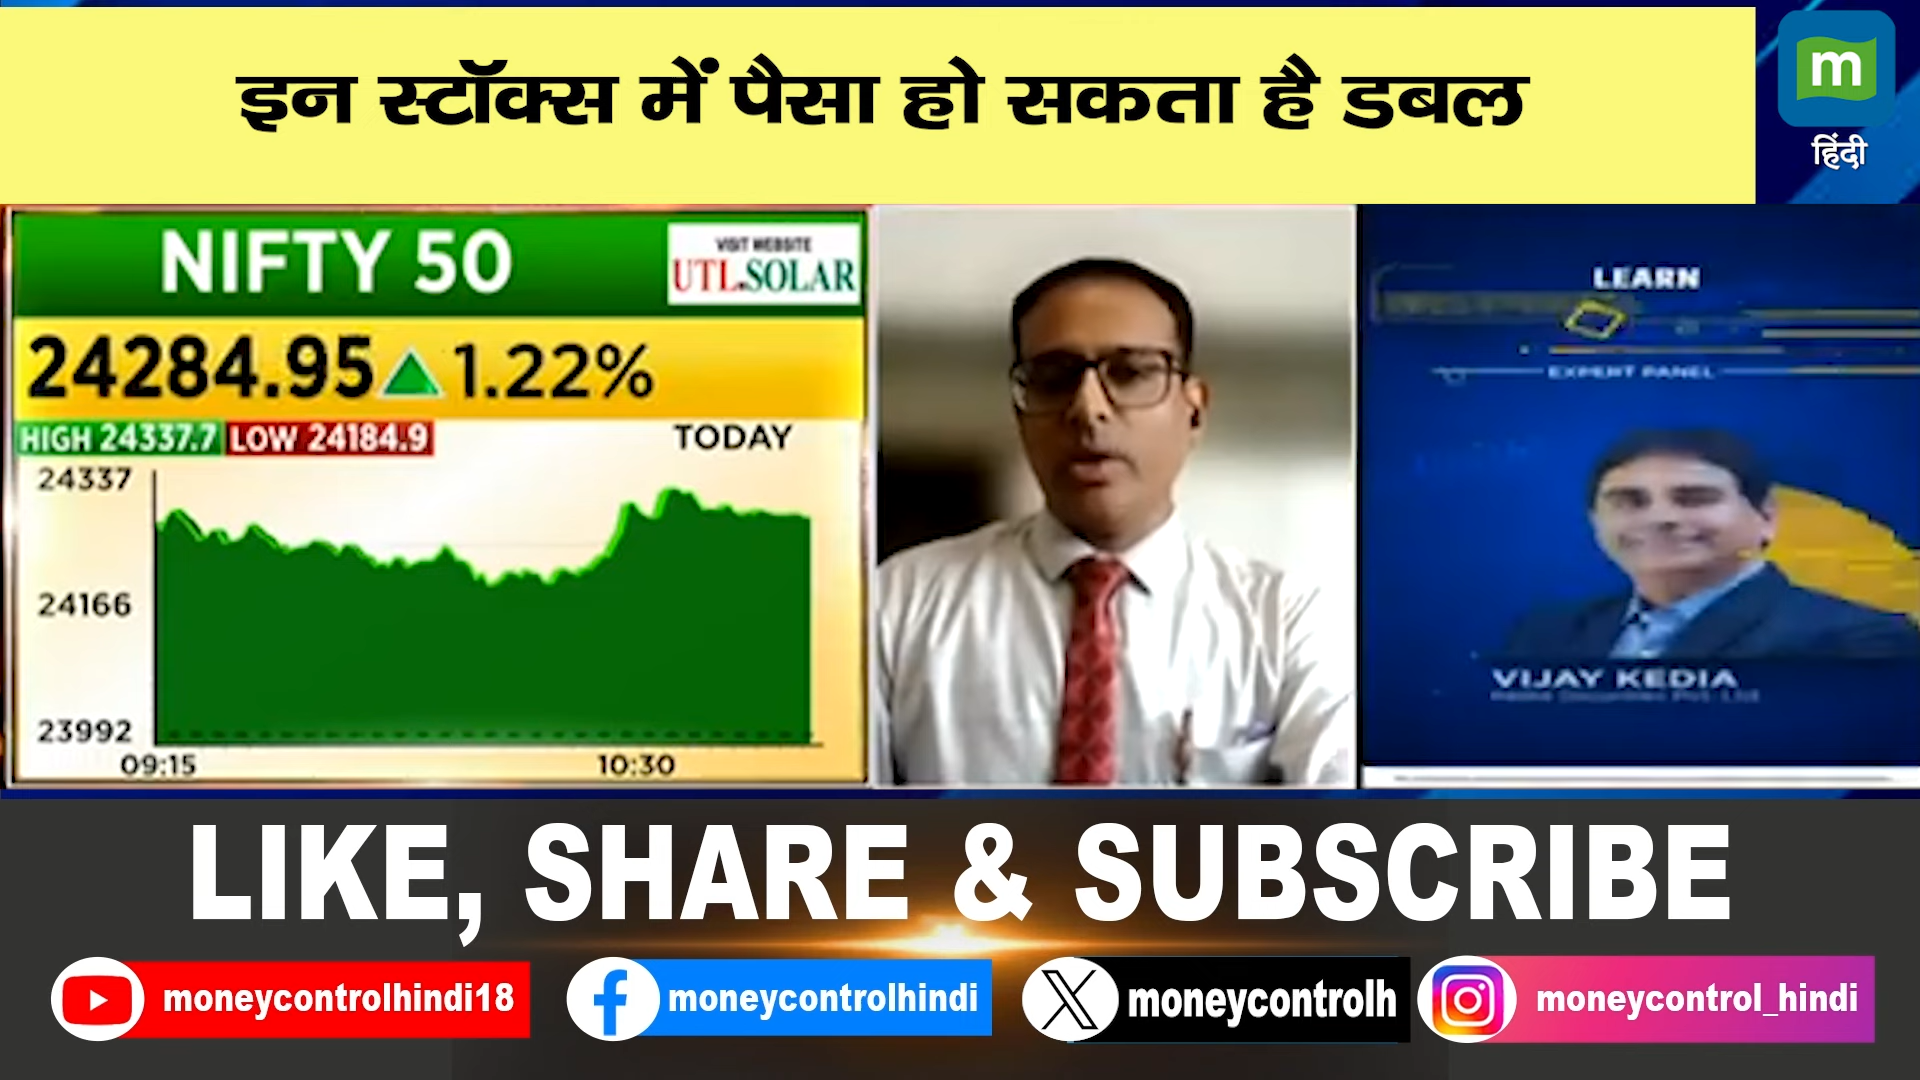 इन स्टॉक्स में पैसा हो सकता है डबल
m
हिंदी
NIFTY 50
VISIT WEBSITE
UTL SOLAR
24284.95 ▲ 1.22%
HIGH 24337.7 LOW 24184.9
TODAY
24337
24166
23992
09:15 10:30
LEARN
EXPERT PANEL
VIJAY KEDIA
LIKE, SHARE & SUBSCRIBE
moneycontrolhindi18
moneycontrolhindi
moneycontrolh
moneycontrol_hindi